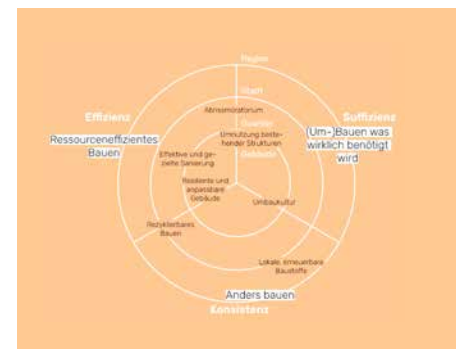 Region
Stadt
Abrissmoratorium
Effizienz
Suffizienz
Quartier
Ressourceneffizientes
Bauen
(Um-)Bauen was
wirklich benötigt
wird
Umnutzung beste-
hender Strukturen
Gebäude
Effektive und ge-
zielte Sanierung
Resiliente und
anpassbare
Gebäude
Umbaukultur
Rezyklierbares
Bauen
Lokale, erneuerbare
Baustoffe
Anders bauen
Konsistenz